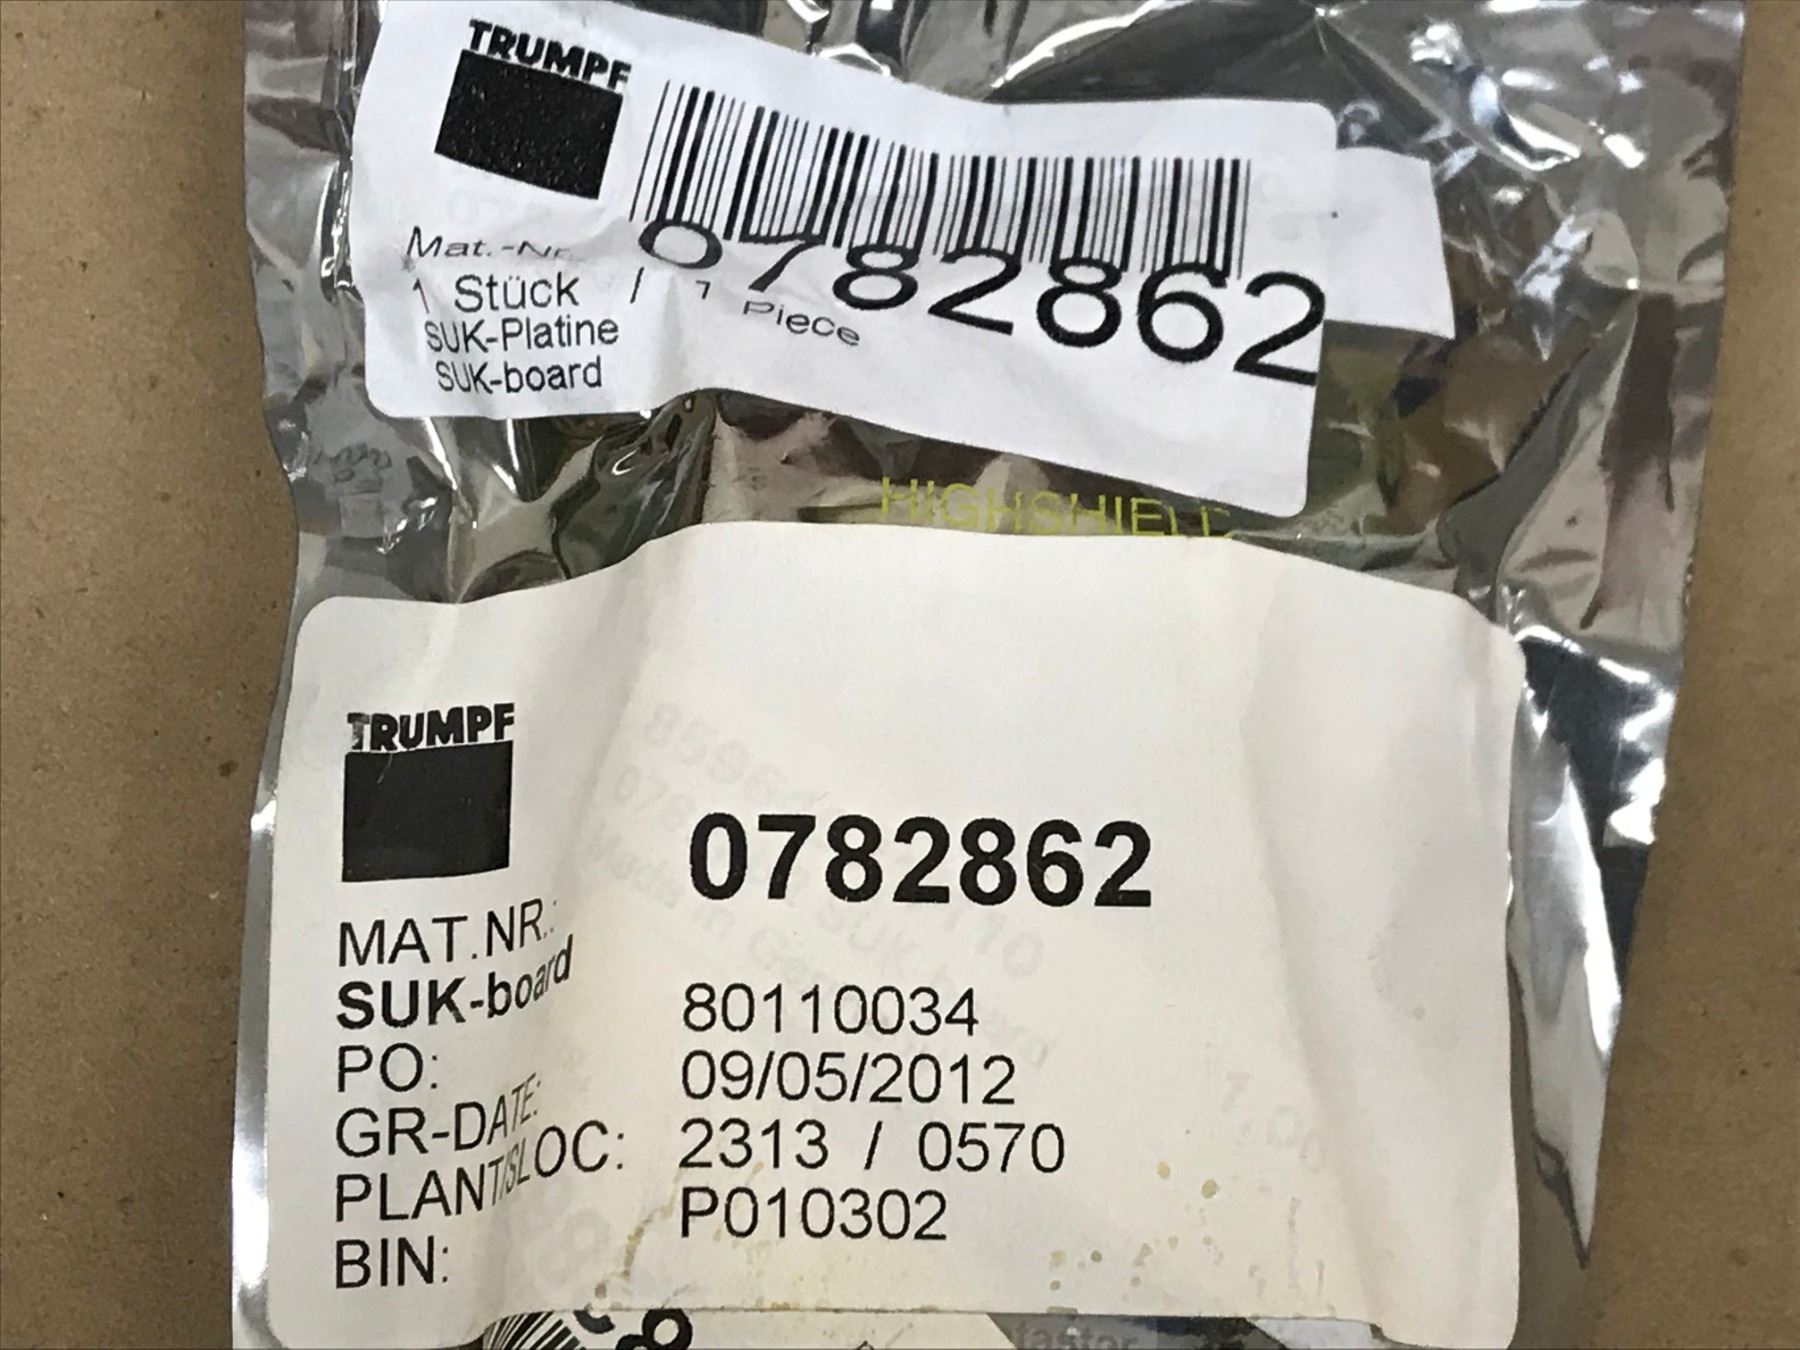 TRUMPF
Mat.-Nr. 0782862
1 Stück / 1 Piece
SUK-Platine
SUK-board
HIGHSHIELD
TRUMPF
MAT.NR.: 0782862
SUK-board
PO: 80110034
GR-DATE: 09/05/2012
PLANT/SLOC: 2313 / 0570
BIN: P010302